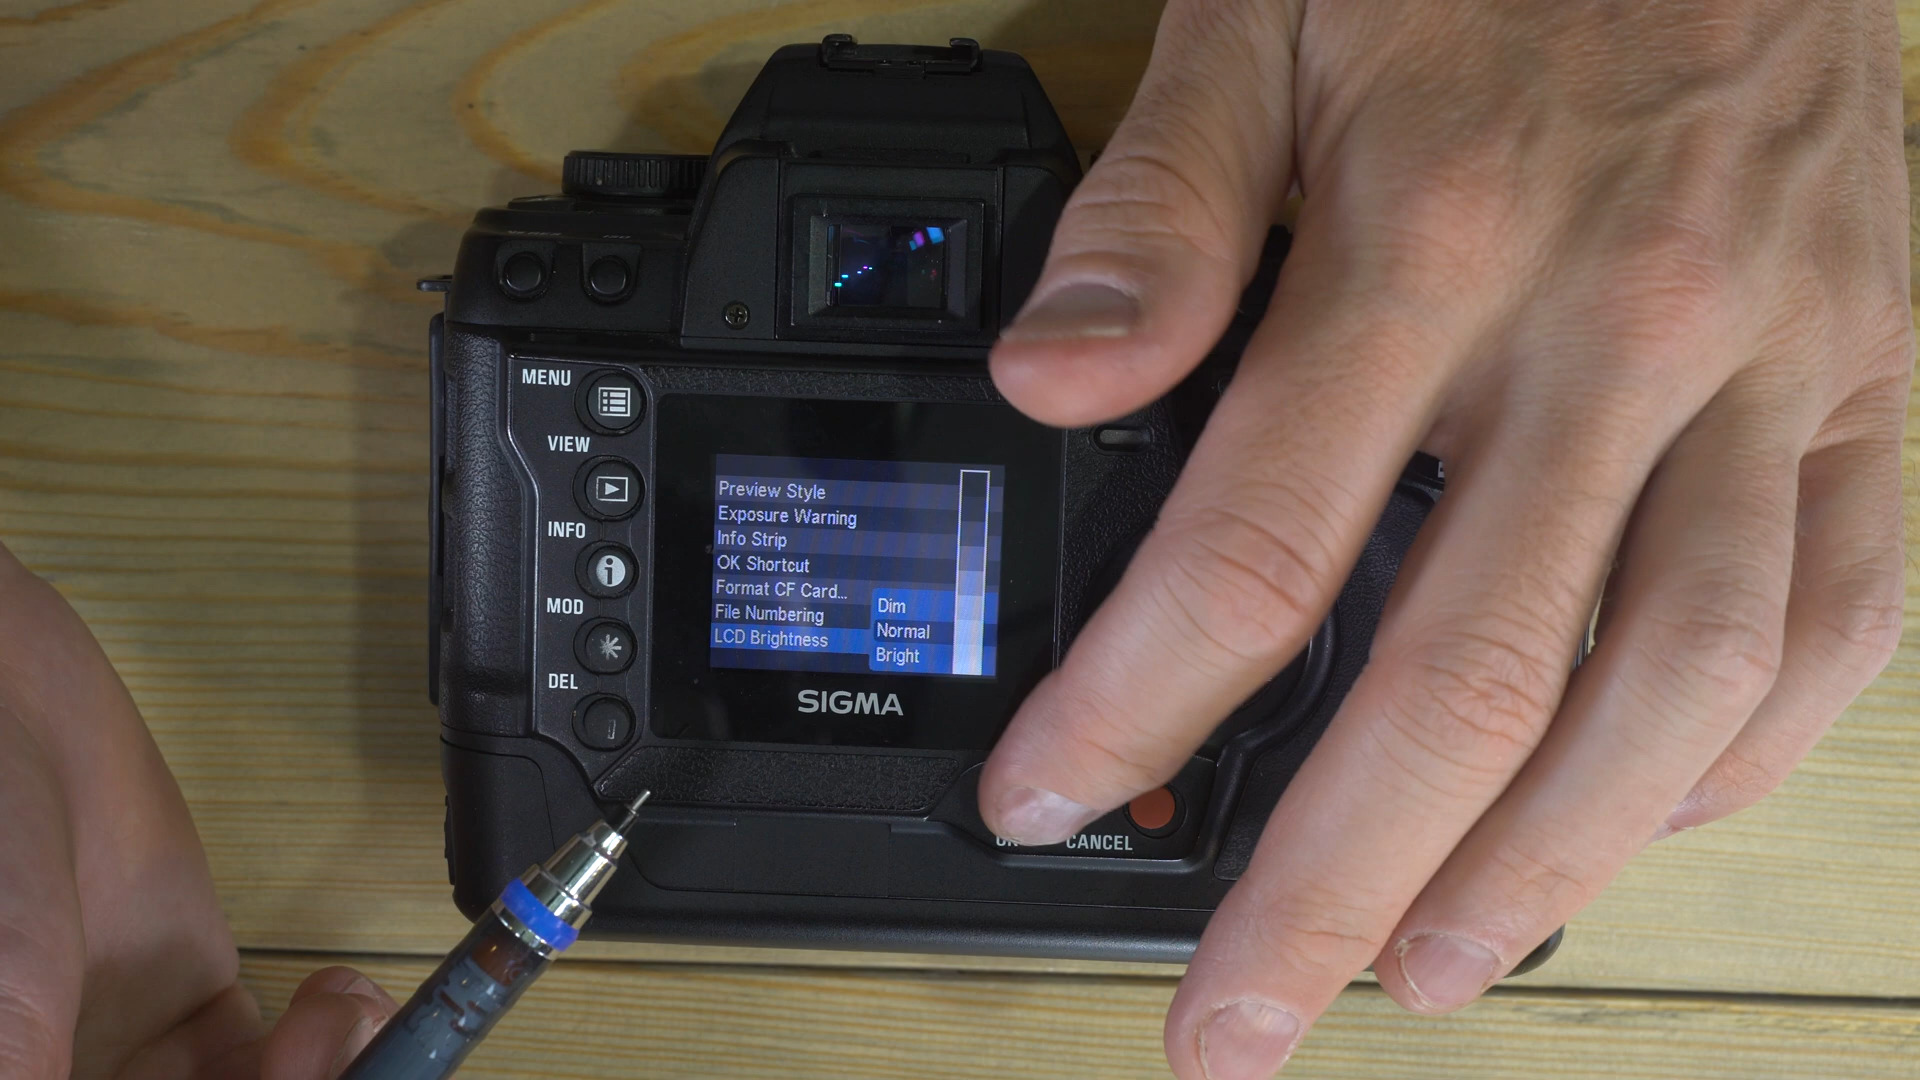 MENU
VIEW
INFO
MOD
DEL
Preview Style
Exposure Warning
Info Strip
OK Shortcut
Format CF Card...
File Numbering
LCD Brightness
Dim
Normal
Bright
SIGMA
CANCEL